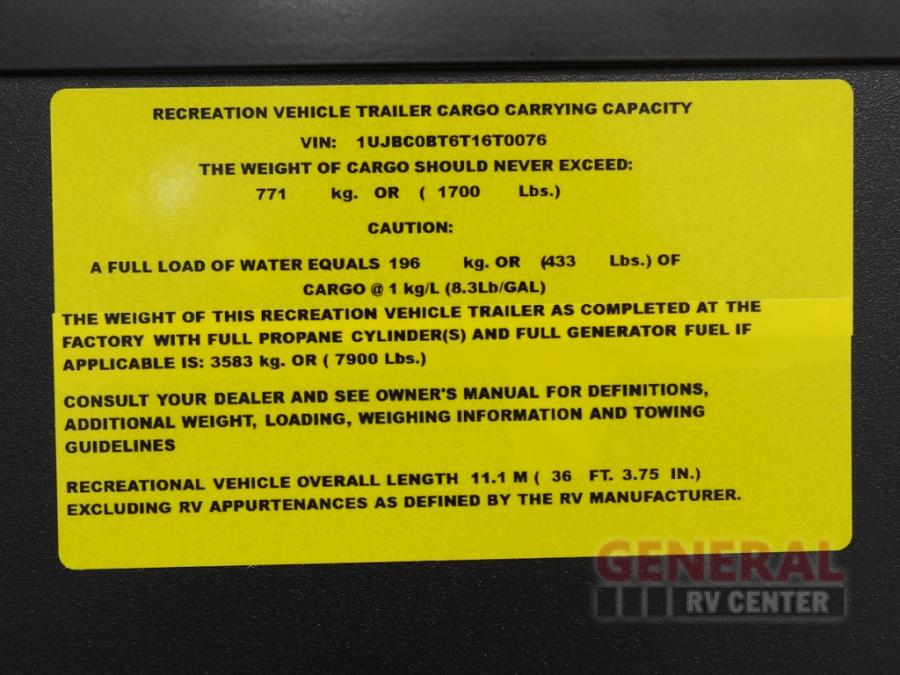 RECREATION VEHICLE TRAILER CARGO CARRYING CAPACITY
VIN: 1UJBC0BT6T16T0076
THE WEIGHT OF CARGO SHOULD NEVER EXCEED:
771 kg. OR ( 1700 Lbs.)
CAUTION:
A FULL LOAD OF WATER EQUALS 196 kg. OR (433 Lbs.) OF
CARGO @ 1 kg/L (8.3Lb/GAL)
THE WEIGHT OF THIS RECREATION VEHICLE TRAILER AS COMPLETED AT THE
FACTORY WITH FULL PROPANE CYLINDER(S) AND FULL GENERATOR FUEL IF
APPLICABLE IS: 3583 kg. OR ( 7900 Lbs.)
CONSULT YOUR DEALER AND SEE OWNER'S MANUAL FOR DEFINITIONS,
ADDITIONAL WEIGHT, LOADING, WEIGHING INFORMATION AND TOWING
GUIDELINES
RECREATIONAL VEHICLE OVERALL LENGTH 11.1 M ( 36 FT. 3.75 IN.)
EXCLUDING RV APPURTENANCES AS DEFINED BY THE RV MANUFACTURER.
GENERAL
RV CENTER